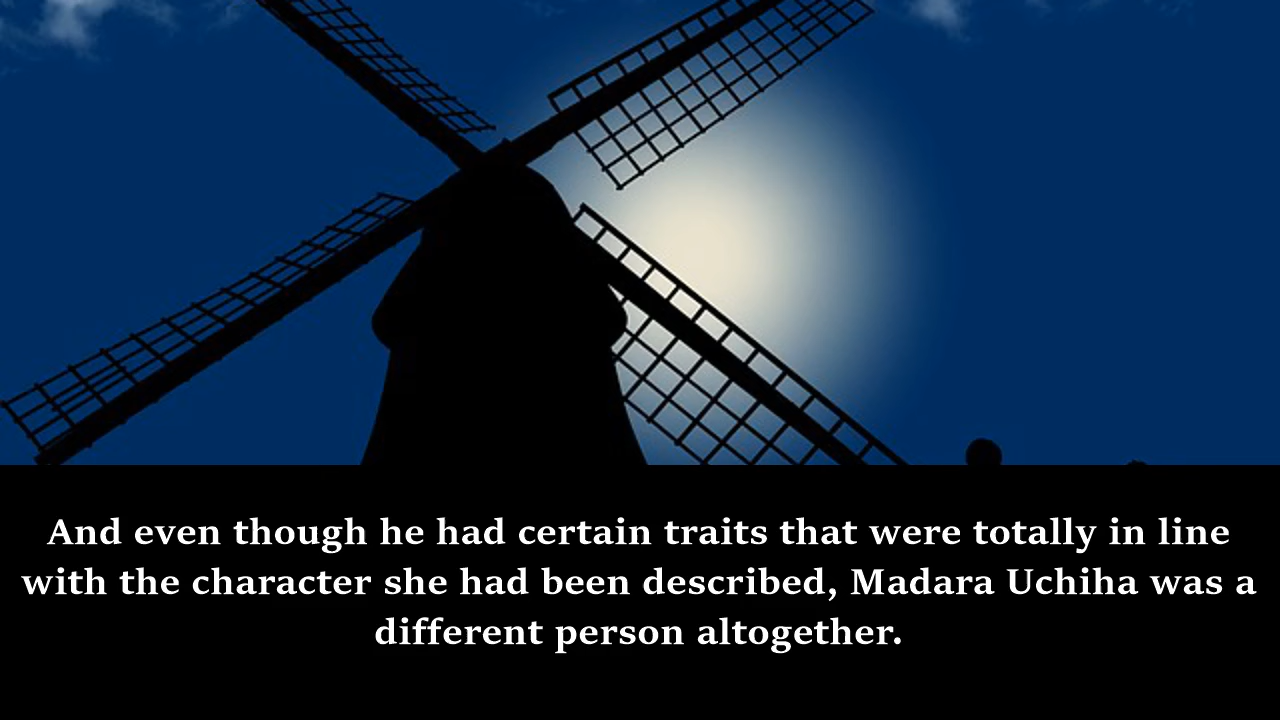 And even though he had certain traits that were totally in line
with the character she had been described, Madara Uchiha was a
different person altogether.